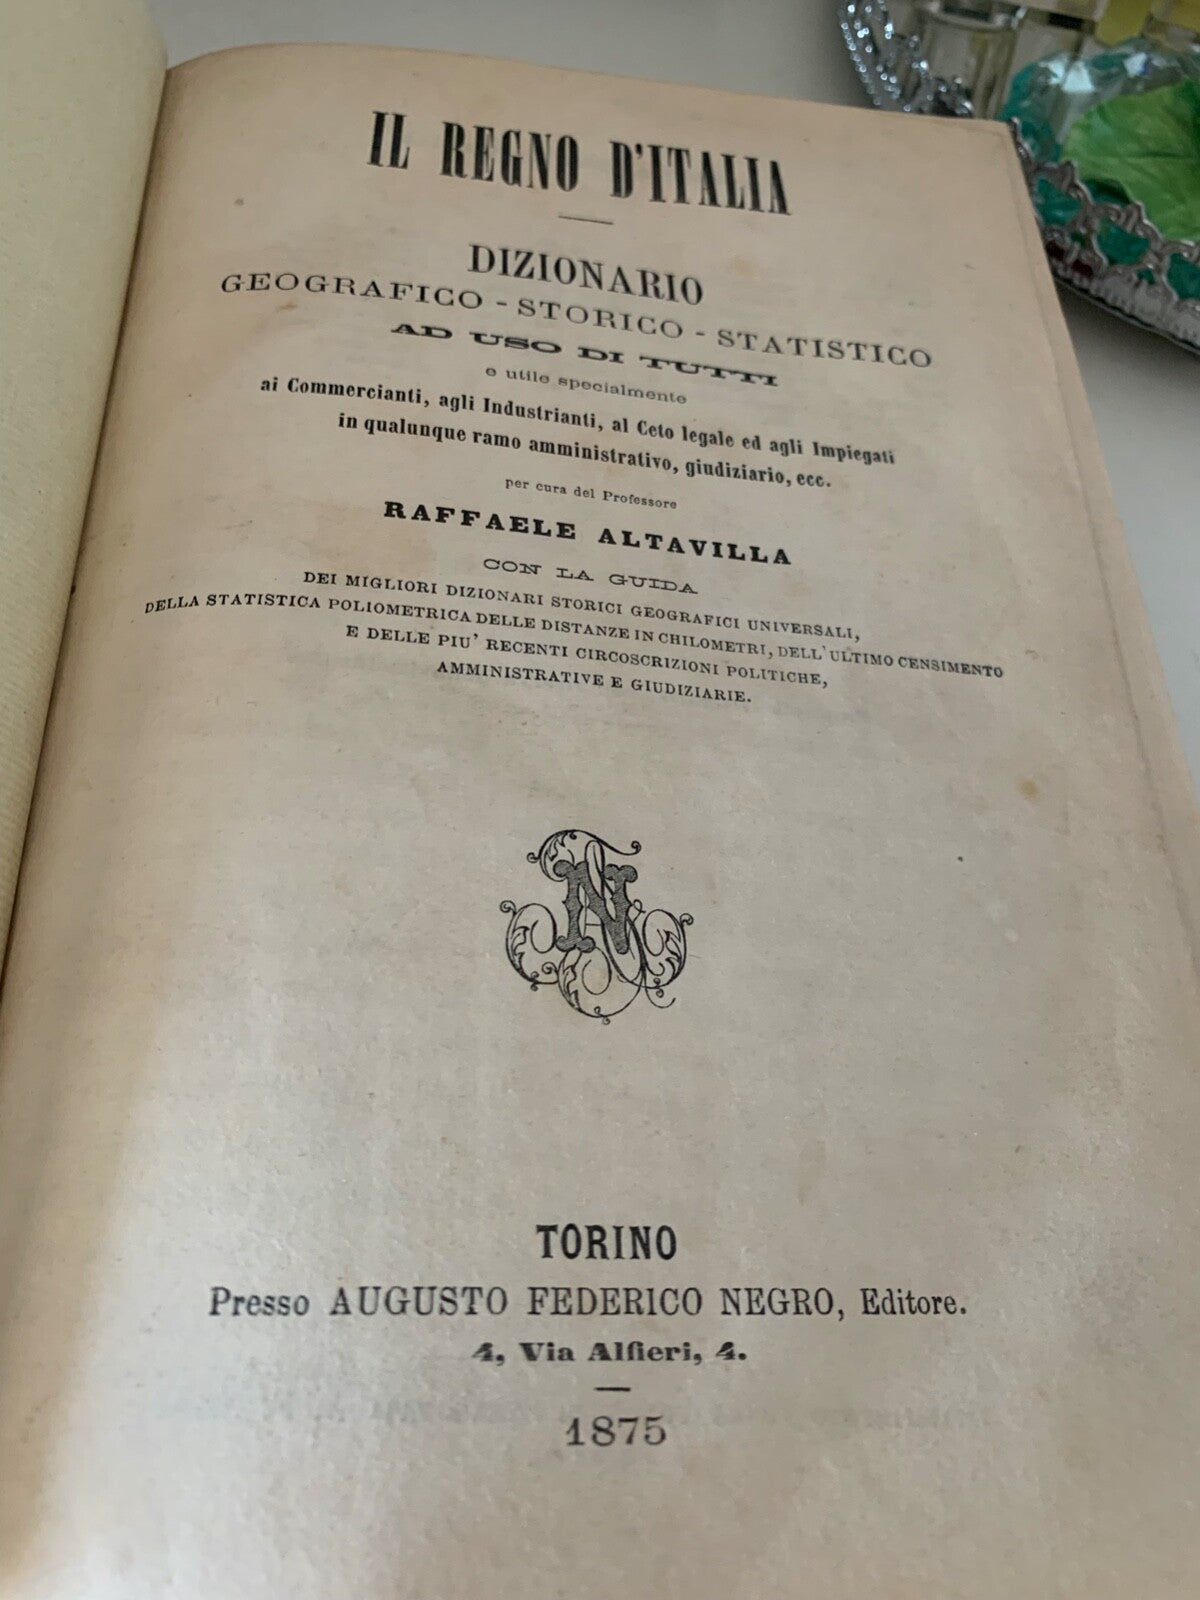 IL REGNO D'ITALIA
DIZIONARIO
GEOGRAFICO - STORICO - STATISTICO
AD USO DI TUTTI
e utile specialmente
ai Commercianti, agli Industrianti, al Ceto legale ed agli Impiegati
in qualunque ramo amministrativo, giudiziario, ecc.
per cura del Professore
RAFFAELE ALTAVILLA
CON LA GUIDA
DEI MIGLIORI DIZIONARI STORICI GEOGRAFICI UNIVERSALI,
DELLA STATISTICA POLIOMETRICA DELLE DISTANZE IN CHILOMETRI, DELL'ULTIMO CENSIMENTO
E DELLE PIU' RECENTI CIRCOSCRIZIONI POLITICHE,
AMMINISTRATIVE E GIUDIZIARIE.
N
TORINO
Presso AUGUSTO FEDERICO NEGRO, Editore.
4, Via Alfieri, 4.
1875